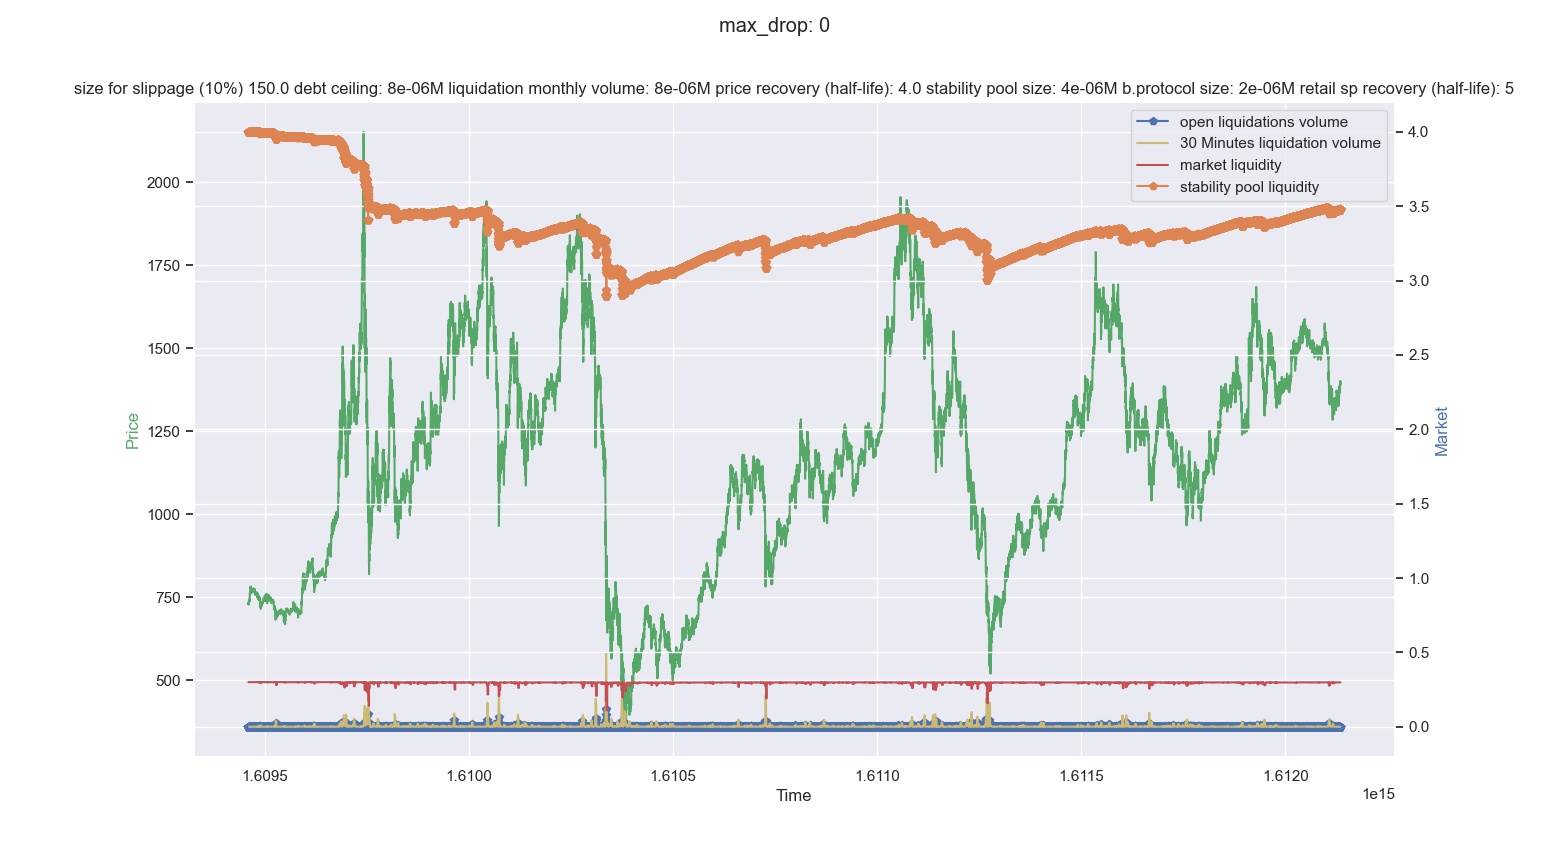 max_drop: 0
size for slippage (10%) 150.0 debt ceiling: 8e-06M liquidation monthly volume: 8e-06M price recovery (half-life): 4.0 stability pool size: 4e-06M b.protocol size: 2e-06M retail sp recovery (half-life): 5
open liquidations volume
30 Minutes liquidation volume
market liquidity
stability pool liquidity
2000
1750
1500
1250
1000
750
500
Price
4.0
3.5
3.0
2.5
2.0
1.5
1.0
0.5
0.0
Market
1.6095
1.6100
1.6105
1.6110
1.6115
1.6120
Time
1e15